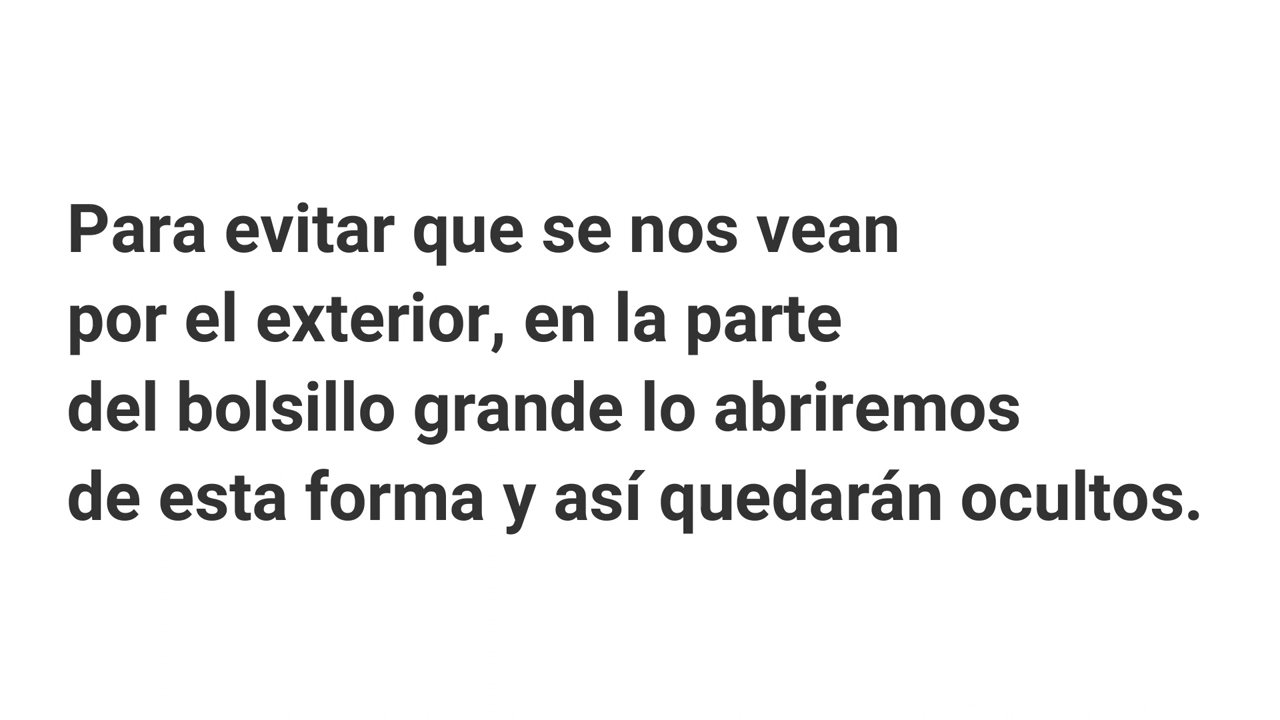 Para evitar que se nos vean
por el exterior, en la parte
del bolsillo grande lo abriremos
de esta forma y así quedarán ocultos.